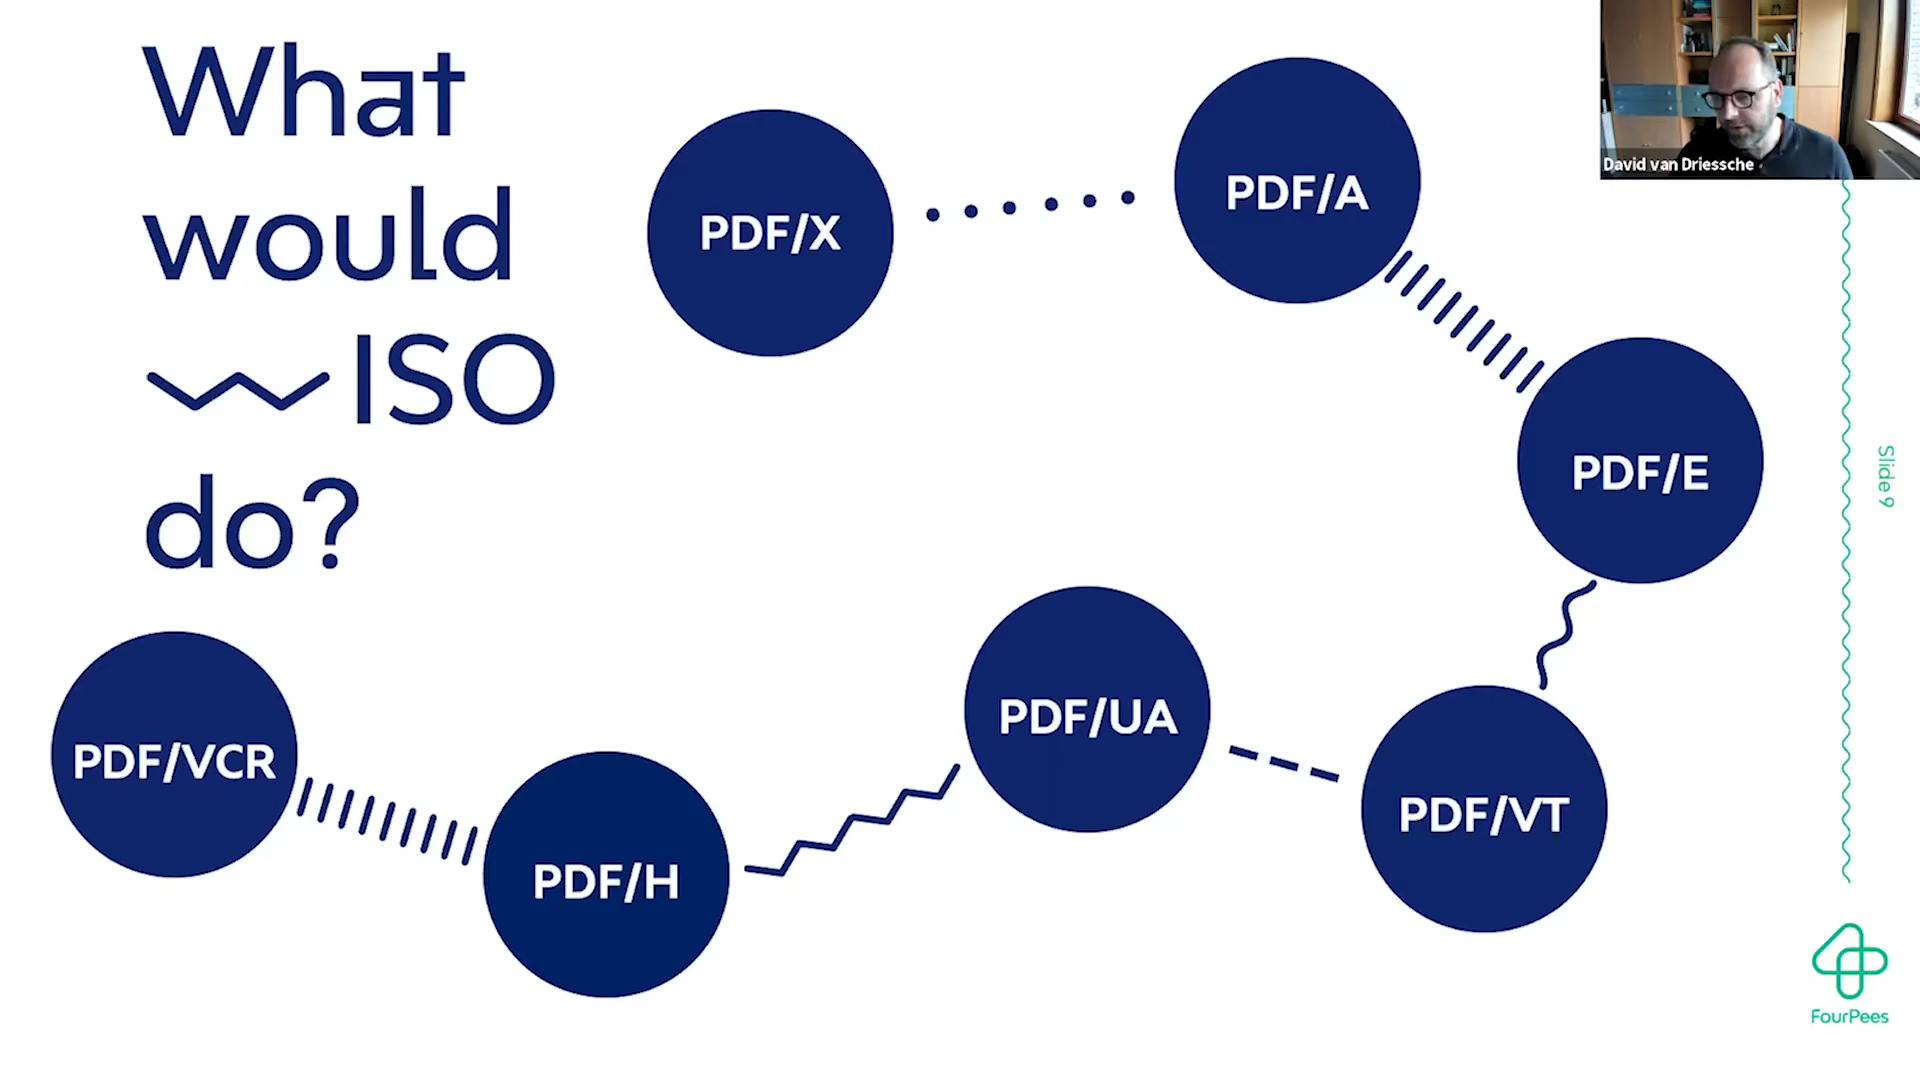 What
would
ISO
do?
PDF/X
PDF/A
PDF/E
PDF/VT
PDF/UA
PDF/H
PDF/VCR
David van Driessche
Slide 9
FourPees